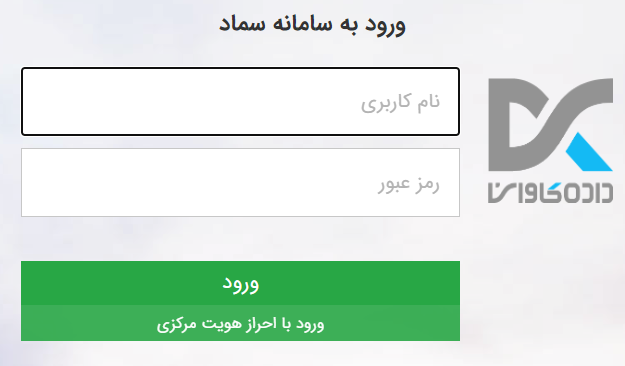 ورود به سامانه سماد
نام کاربری
رمز عبور
داده‌کاوان
ورود
ورود با احراز هویت مرکزی